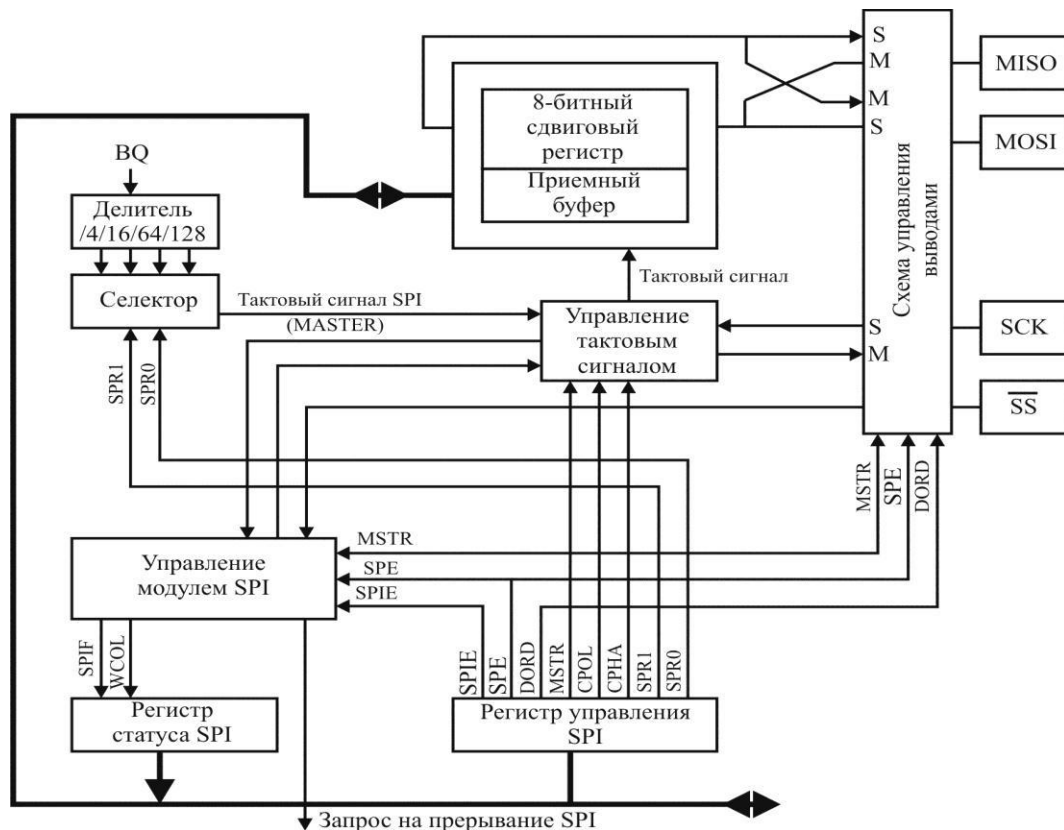 S
M
M
S
MISO
MOSI
8-битный
сдвиговый
регистр
Приемный
буфер
BQ
Делитель
/4/16/64/128
Селектор
Тактовый сигнал SPI
(MASTER)
Тактовый сигнал
Управление
тактовым
сигналом
Схема управления
выводами
S
M
SCK
SS
SPR1
SPR0
MSTR
SPE
DORD
Управление
модулем SPI
MSTR
SPE
SPIE
SPIF
WCOL
SPIE
SPE
DORD
MSTR
CPOL
CPHA
SPR1
SPR0
Регистр
статуса SPI
Регистр управления
SPI
Запрос на прерывание SPI